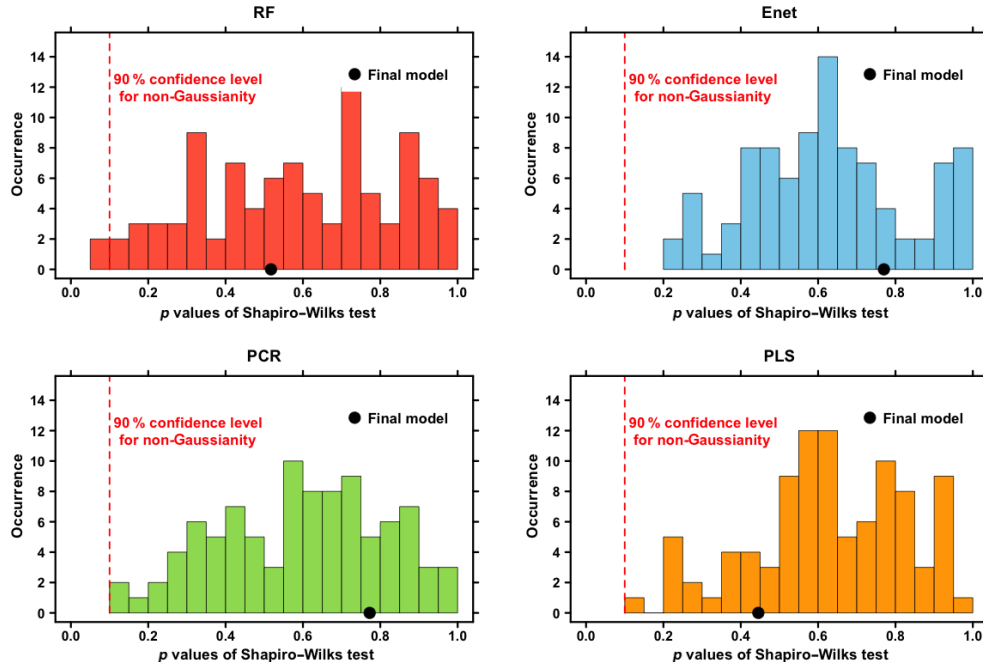 RF
14
12
10
8
6
4
2
0
Occurrence
90 % confidence level
for non-Gaussianity
Final model
0.0 0.2 0.4 0.6 0.8 1.0
p values of Shapiro–Wilks test
Enet
14
12
10
8
6
4
2
0
Occurrence
90 % confidence level
for non-Gaussianity
Final model
0.0 0.2 0.4 0.6 0.8 1.0
p values of Shapiro–Wilks test
PCR
14
12
10
8
6
4
2
0
Occurrence
90 % confidence level
for non-Gaussianity
Final model
0.0 0.2 0.4 0.6 0.8 1.0
p values of Shapiro–Wilks test
PLS
14
12
10
8
6
4
2
0
Occurrence
90 % confidence level
for non-Gaussianity
Final model
0.0 0.2 0.4 0.6 0.8 1.0
p values of Shapiro–Wilks test